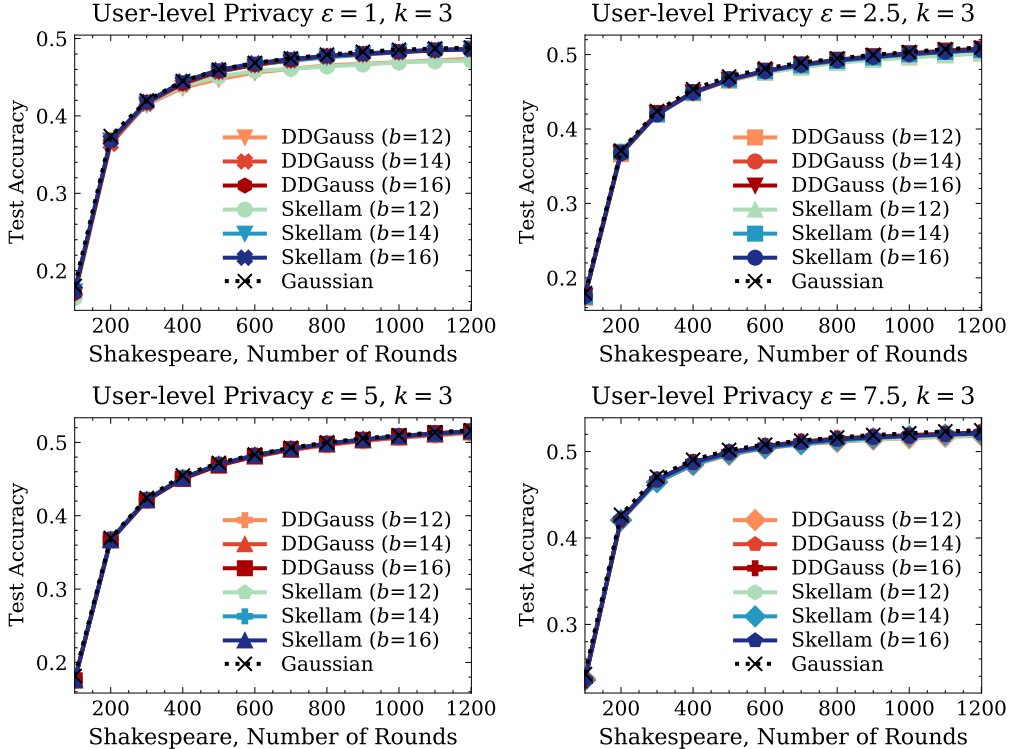 User-level Privacy ε = 1, k = 3
0.5
0.4
0.3
0.2
Test Accuracy
DDGauss (b=12)
DDGauss (b=14)
DDGauss (b=16)
Skellam (b=12)
Skellam (b=14)
Skellam (b=16)
Gaussian
200 400 600 800 1000 1200
Shakespeare, Number of Rounds
User-level Privacy ε = 2.5, k = 3
0.5
0.4
0.3
0.2
Test Accuracy
DDGauss (b=12)
DDGauss (b=14)
DDGauss (b=16)
Skellam (b=12)
Skellam (b=14)
Skellam (b=16)
Gaussian
200 400 600 800 1000 1200
Shakespeare, Number of Rounds
User-level Privacy ε = 5, k = 3
0.5
0.4
0.3
0.2
Test Accuracy
DDGauss (b=12)
DDGauss (b=14)
DDGauss (b=16)
Skellam (b=12)
Skellam (b=14)
Skellam (b=16)
Gaussian
200 400 600 800 1000 1200
Shakespeare, Number of Rounds
User-level Privacy ε = 7.5, k = 3
0.5
0.4
0.3
Test Accuracy
DDGauss (b=12)
DDGauss (b=14)
DDGauss (b=16)
Skellam (b=12)
Skellam (b=14)
Skellam (b=16)
Gaussian
200 400 600 800 1000 1200
Shakespeare, Number of Rounds